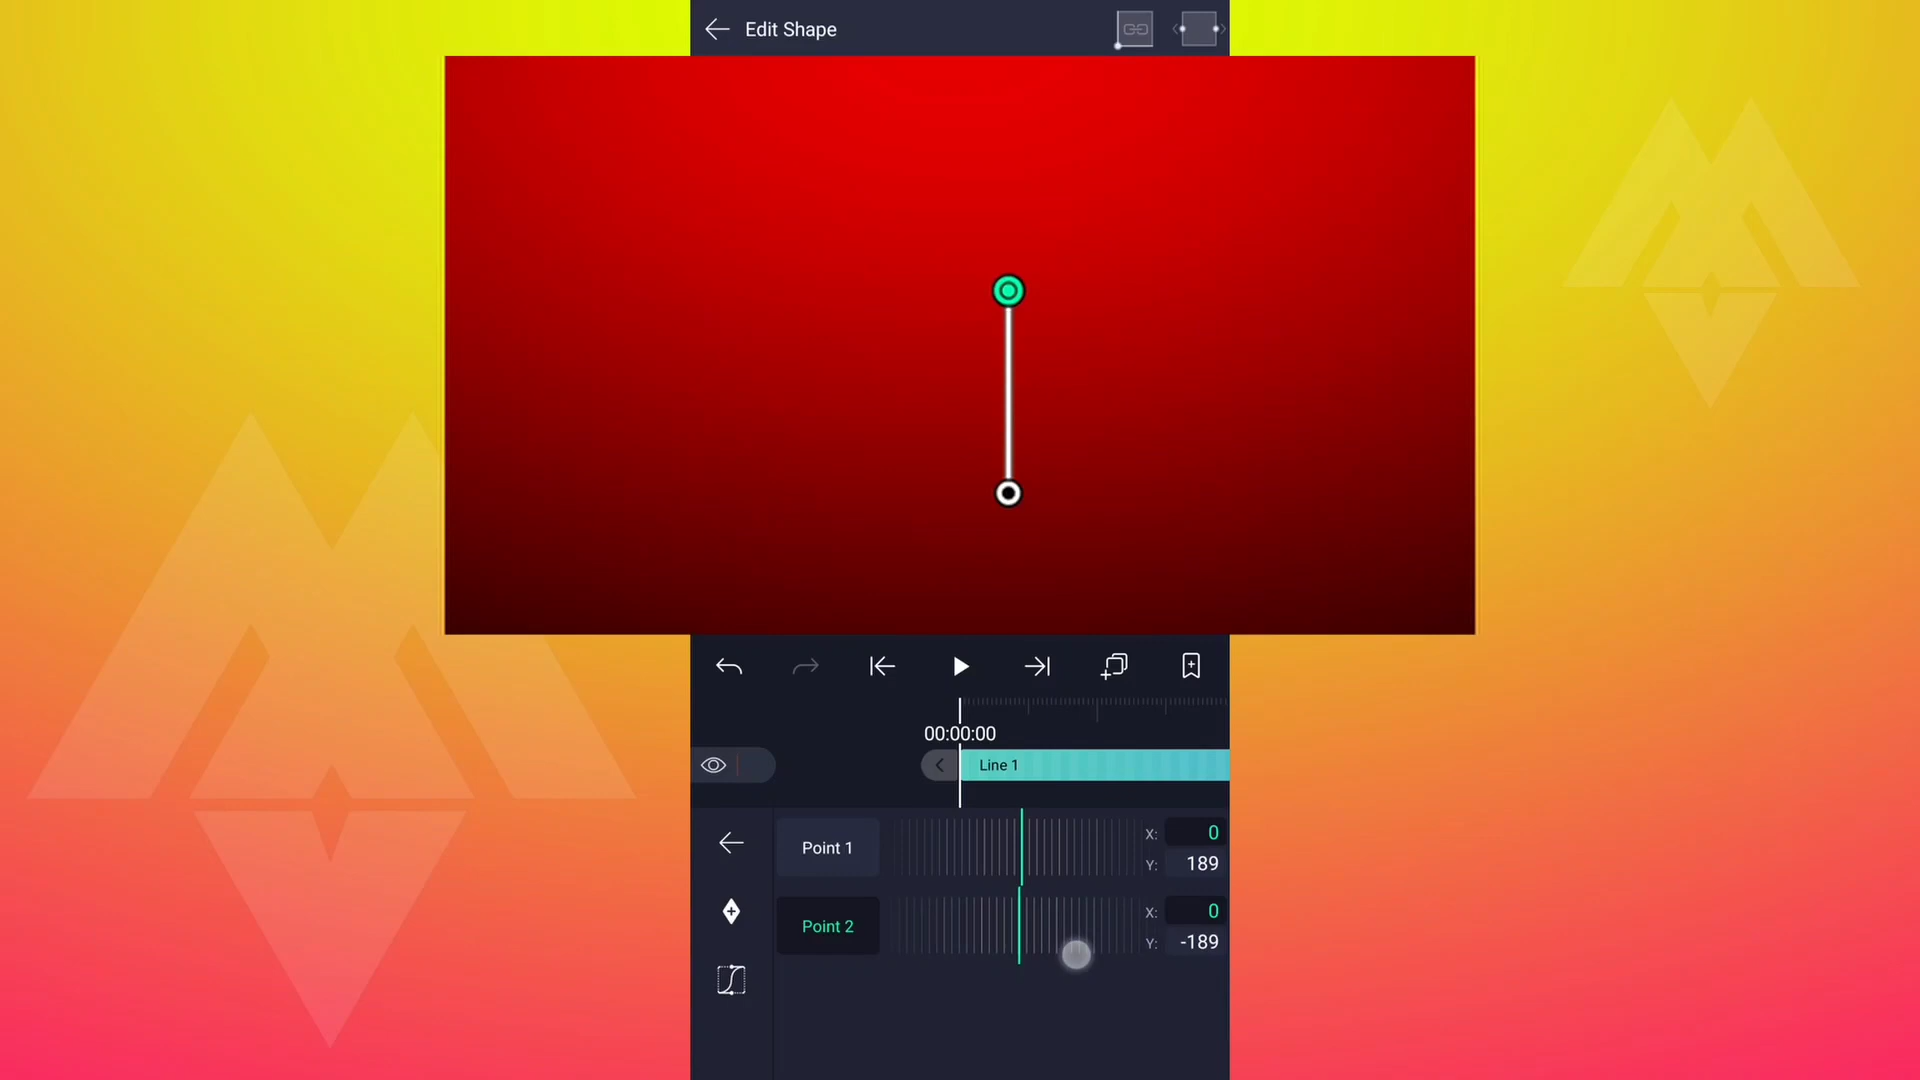 Edit Shape
00:00:00
Line 1
Point 1
X: 0
Y: 189
Point 2
X: 0
Y: -189